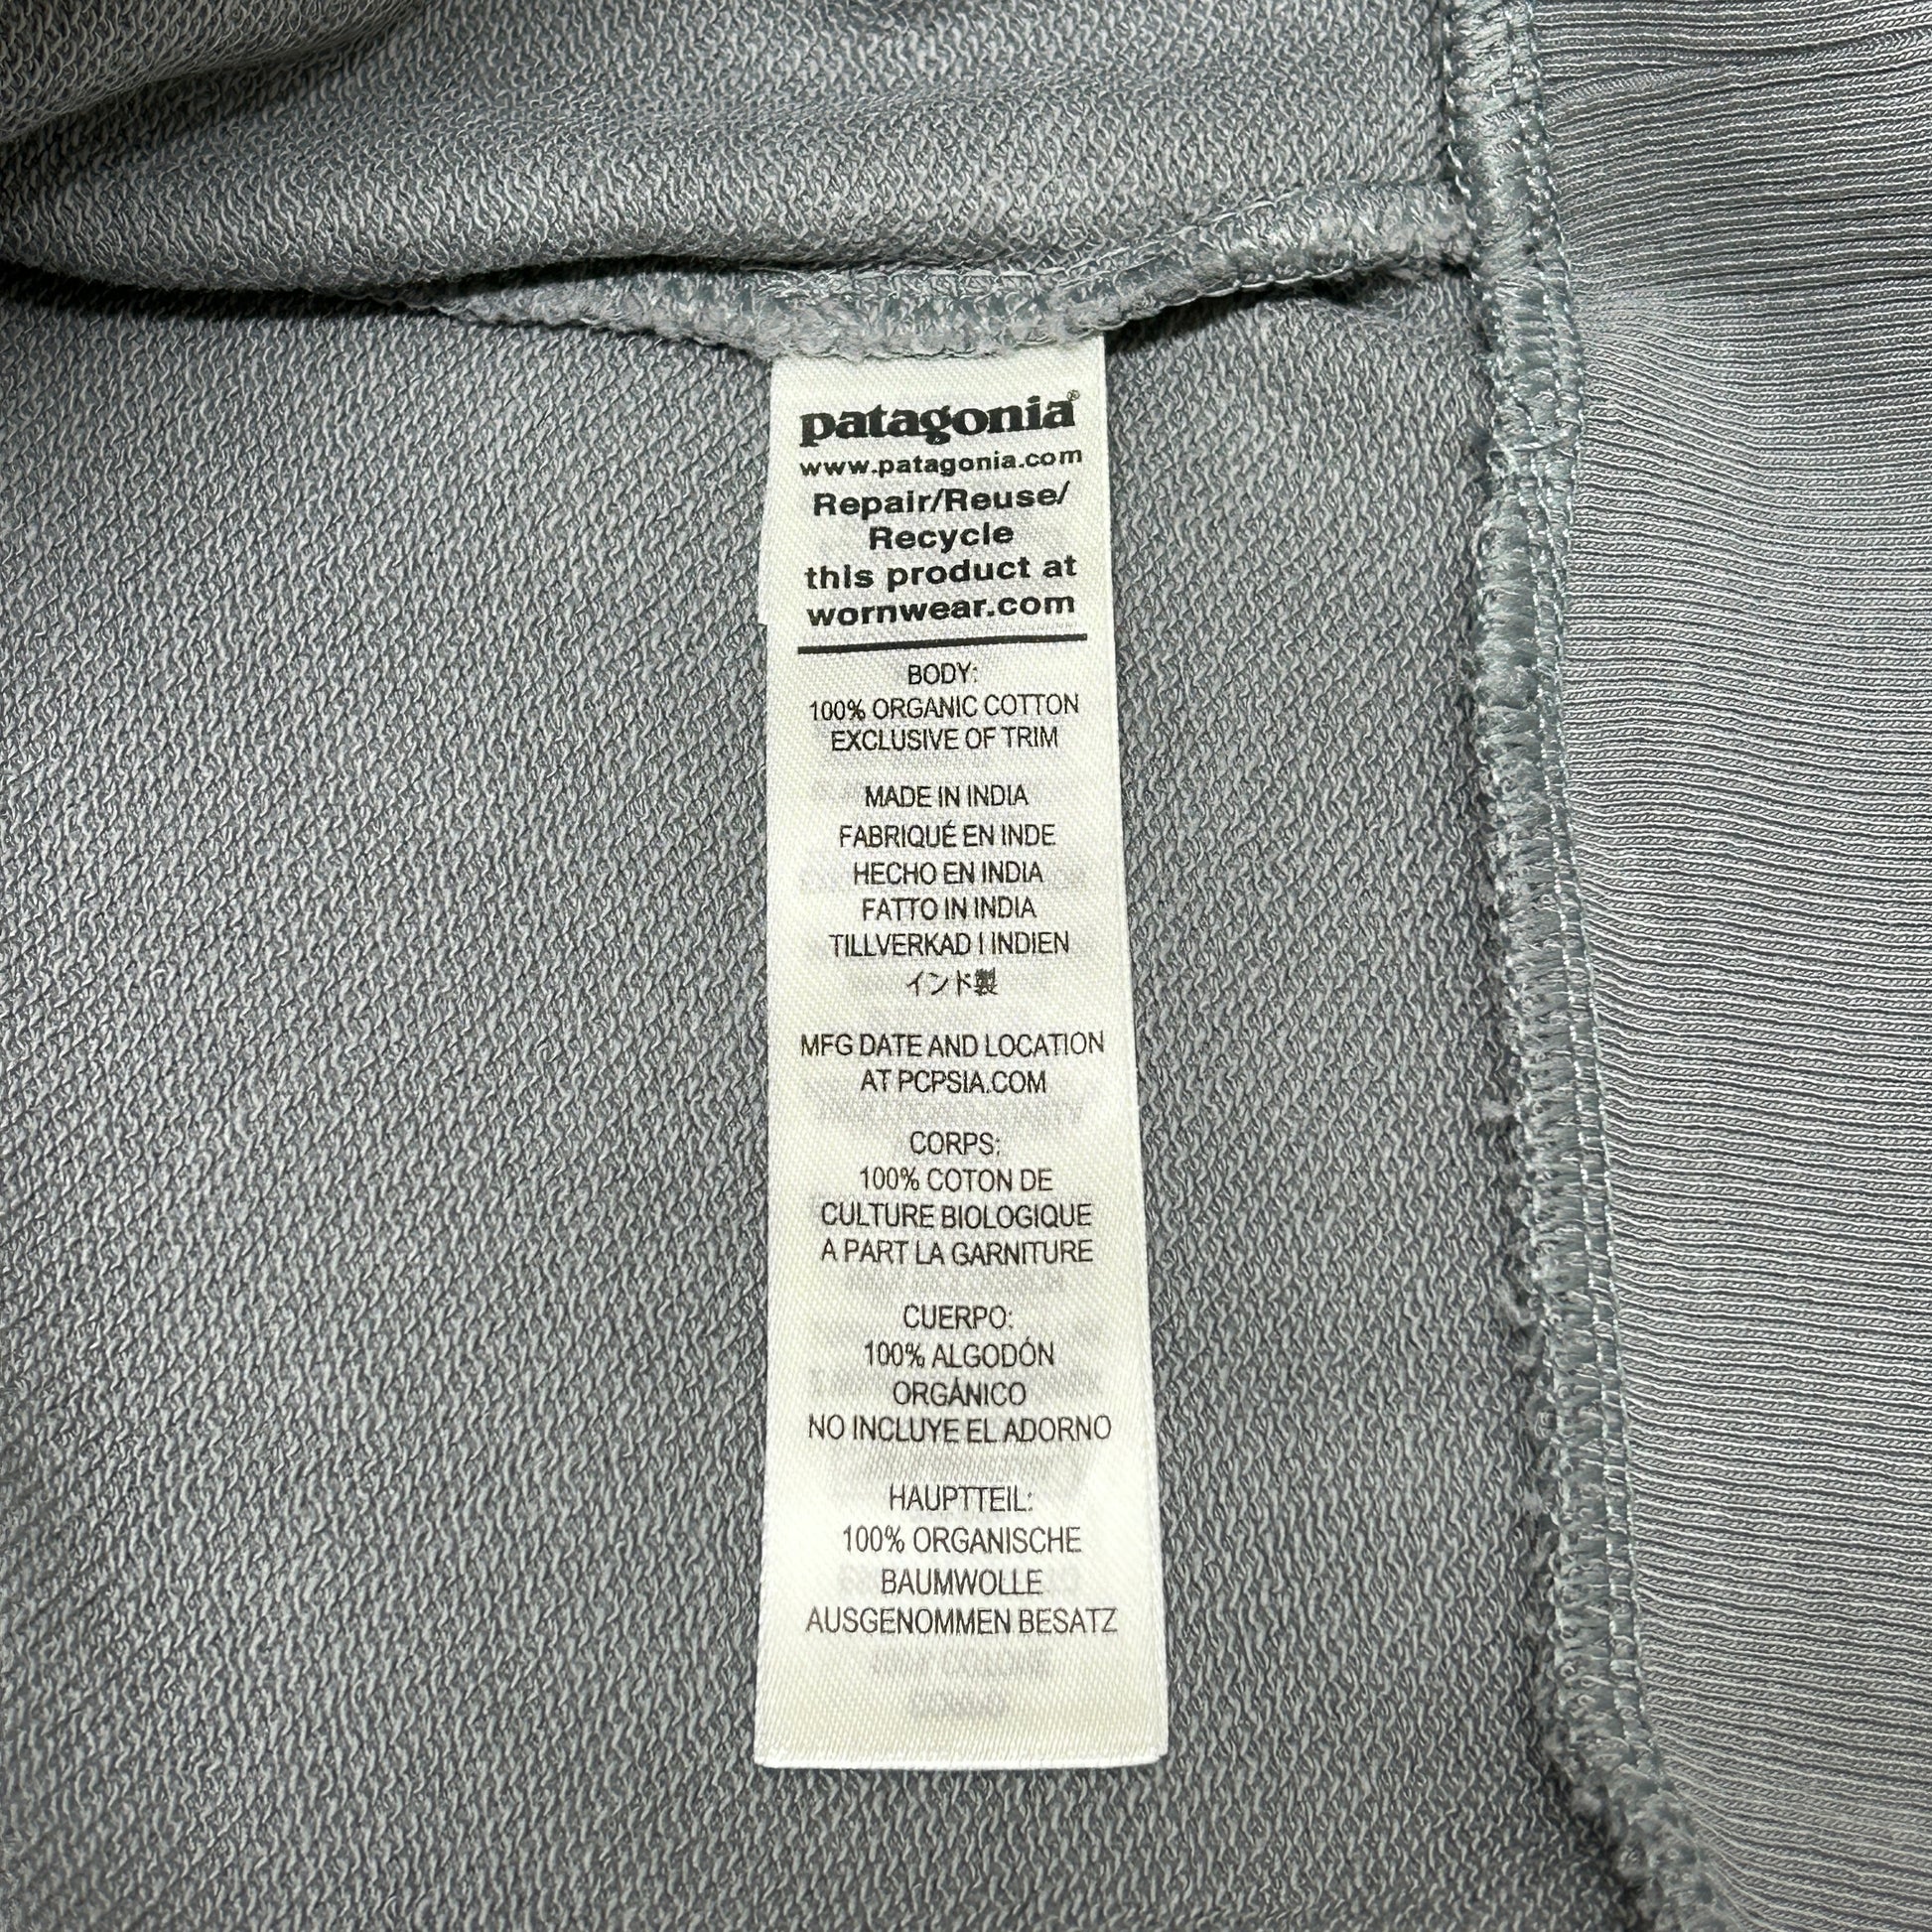 patagonia®
www.patagonia.com
Repair/Reuse/
Recycle
this product at
wornwear.com
BODY:
100% ORGANIC COTTON
EXCLUSIVE OF TRIM
MADE IN INDIA
FABRIQUÉ EN INDE
HECHO EN INDIA
FATTO IN INDIA
TILLVERKAD I INDIEN
インド製
MFG DATE AND LOCATION
AT PCPSIA.COM
CORPS:
100% COTON DE
CULTURE BIOLOGIQUE
A PART LA GARNITURE
CUERPO:
100% ALGODÓN
ORGÁNICO
NO INCLUYE EL ADORNO
HAUPTTEIL:
100% ORGANISCHE
BAUMWOLLE
AUSGENOMMEN BESATZ